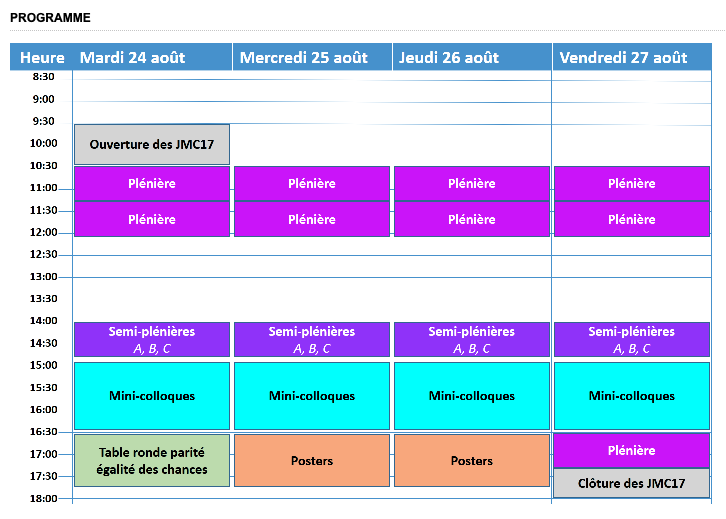 PROGRAMME
Heure Mardi 24 août Mercredi 25 août Jeudi 26 août Vendredi 27 août
8:30
9:00
9:30
Ouverture des JMC17
10:00
10:30
Plénière Plénière Plénière Plénière
11:00
11:30
Plénière Plénière Plénière Plénière
12:00
12:30
13:00
13:30
14:00
Semi-plénières Semi-plénières Semi-plénières Semi-plénières
14:30
A, B, C A, B, C A, B, C A, B, C
15:00
15:30
Mini-colloques Mini-colloques Mini-colloques Mini-colloques
16:00
16:30
Table ronde parité
égalité des chances
Posters Posters
Plénière
17:00
17:30
Clôture des JMC17
18:00